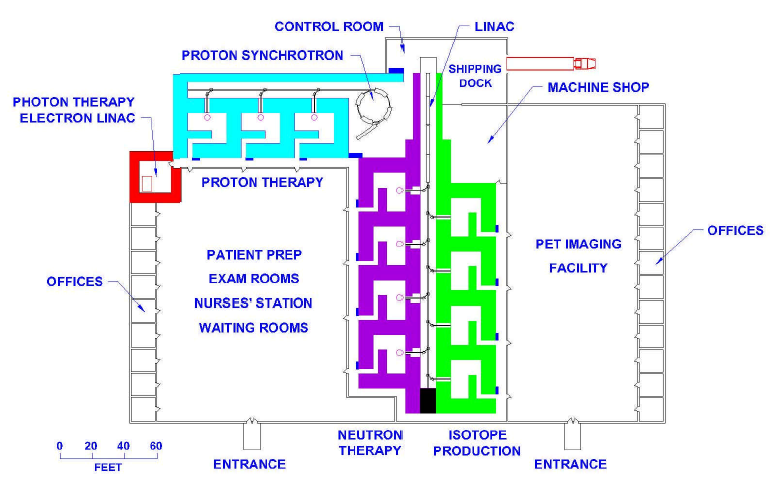 CONTROL ROOM
LINAC
PROTON SYNCHROTRON
SHIPPING
DOCK
MACHINE SHOP
PHOTON THERAPY
ELECTRON LINAC
PROTON THERAPY
PATIENT PREP
EXAM ROOMS
NURSES' STATION
WAITING ROOMS
OFFICES
PET IMAGING
FACILITY
OFFICES
NEUTRON
THERAPY
ISOTOPE
PRODUCTION
0 20 40 60
FEET
ENTRANCE
ENTRANCE